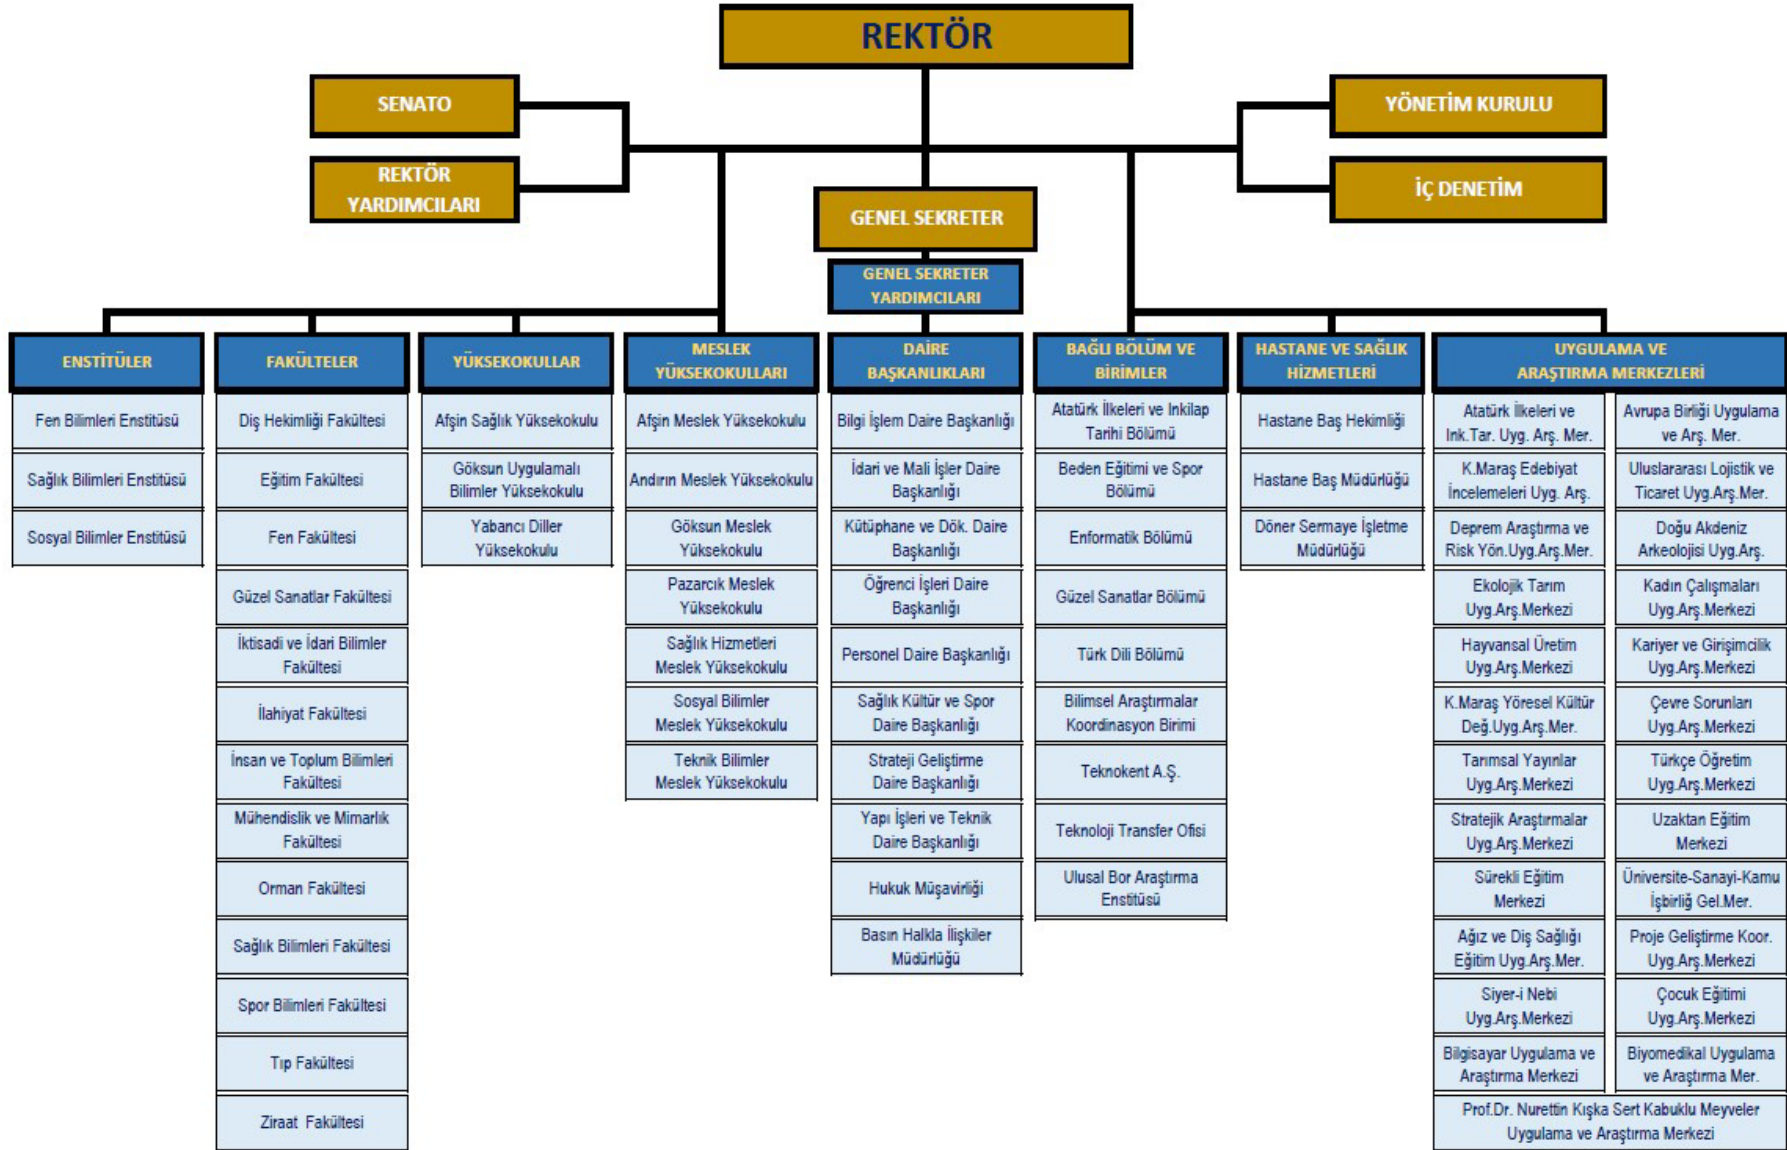 REKTÖR
SENATO
REKTÖR
YARDIMCILARI
YÖNETİM KURULU
İÇ DENETİM
GENEL SEKRETER
GENEL SEKRETER
YARDIMCILARI
ENSTİTÜLER
Fen Bilimleri Enstitüsü
Sağlık Bilimleri Enstitüsü
Sosyal Bilimler Enstitüsü
FAKÜLTELER
Diş Hekimliği Fakültesi
Eğitim Fakültesi
Fen Fakültesi
Güzel Sanatlar Fakültesi
İktisadi ve İdari Bilimler
Fakültesi
İlahiyat Fakültesi
İnsan ve Toplum Bilimleri
Fakültesi
Mühendislik ve Mimarlık
Fakültesi
Orman Fakültesi
Sağlık Bilimleri Fakültesi
Spor Bilimleri Fakültesi
Tıp Fakültesi
Ziraat Fakültesi
YÜKSEKOKULLAR
Afşin Sağlık Yüksekokulu
Göksun Uygulamalı
Bilimler Yüksekokulu
Yabancı Diller
Yüksekokulu
MESLEK
YÜKSEKOKULLARI
Afşin Meslek Yüksekokulu
Andırın Meslek Yüksekokulu
Göksun Meslek
Yüksekokulu
Pazarcık Meslek
Yüksekokulu
Sağlık Hizmetleri
Meslek Yüksekokulu
Sosyal Bilimler
Meslek Yüksekokulu
Teknik Bilimler
Meslek Yüksekokulu
DAİRE
BAŞKANLIKLARI
Bilgi İşlem Daire Başkanlığı
İdari ve Mali İşler Daire
Başkanlığı
Kütüphane ve Dök. Daire
Başkanlığı
Öğrenci İşleri Daire
Başkanlığı
Personel Daire Başkanlığı
Sağlık Kültür ve Spor
Daire Başkanlığı
Strateji Geliştirme
Daire Başkanlığı
Yapı İşleri ve Teknik
Daire Başkanlığı
Hukuk Müşavirliği
Basın Halkla İlişkiler
Müdürlüğü
BAĞLI BÖLÜM VE
BİRİMLER
Atatürk İlkeleri ve Inkilap
Tarihi Bölümü
Beden Eğitimi ve Spor
Bölümü
Enformatik Bölümü
Güzel Sanatlar Bölümü
Türk Dili Bölümü
Bilimsel Araştırmalar
Koordinasyon Birimi
Teknokent A.Ş.
Teknoloji Transfer Ofisi
Ulusal Bor Araştırma
Enstitüsü
HASTANE VE SAĞLIK
HİZMETLERİ
Hastane Baş Hekimliği
Hastane Baş Müdürlüğü
Döner Sermaye İşletme
Müdürlüğü
UYGULAMA VE
ARAŞTIRMA MERKEZLERİ
Atatürk İlkeleri ve
Ink.Tar. Uyg. Arş. Mer.
K.Maraş Edebiyat
İncelemeleri Uyg. Arş.
Deprem Araştırma ve
Risk Yön.Uyg.Arş.Mer.
Ekolojik Tarım
Uyg.Arş.Merkezi
Hayvansal Üretim
Uyg.Arş.Merkezi
K.Maraş Yöresel Kültür
Değ.Uyg.Arş.Mer.
Tarımsal Yayınlar
Uyg.Arş.Merkezi
Stratejik Araştırmalar
Uyg.Arş.Merkezi
Sürekli Eğitim
Merkezi
Ağız ve Diş Sağlığı
Eğitim Uyg.Arş.Mer.
Siyer-i Nebi
Uyg.Arş.Merkezi
Bilgisayar Uygulama ve
Araştırma Merkezi
Avrupa Birliği Uygulama
ve Arş. Mer.
Uluslararası Lojistik ve
Ticaret Uyg.Arş.Mer.
Doğu Akdeniz
Arkeolojisi Uyg.Arş.
Kadın Çalışmaları
Uyg.Arş.Merkezi
Kariyer ve Girişimcilik
Uyg.Arş.Merkezi
Çevre Sorunları
Uyg.Arş.Merkezi
Türkçe Öğretim
Uyg.Arş.Merkezi
Uzaktan Eğitim
Merkezi
Üniversite-Sanayi-Kamu
İşbirliğ Gel.Mer.
Proje Geliştirme Koor.
Uyg.Arş.Merkezi
Çocuk Eğitimi
Uyg.Arş.Merkezi
Biyomedikal Uygulama
ve Araştırma Mer.
Prof.Dr. Nurettin Kışka Sert Kabuklu Meyveler
Uygulama ve Araştırma Merkezi